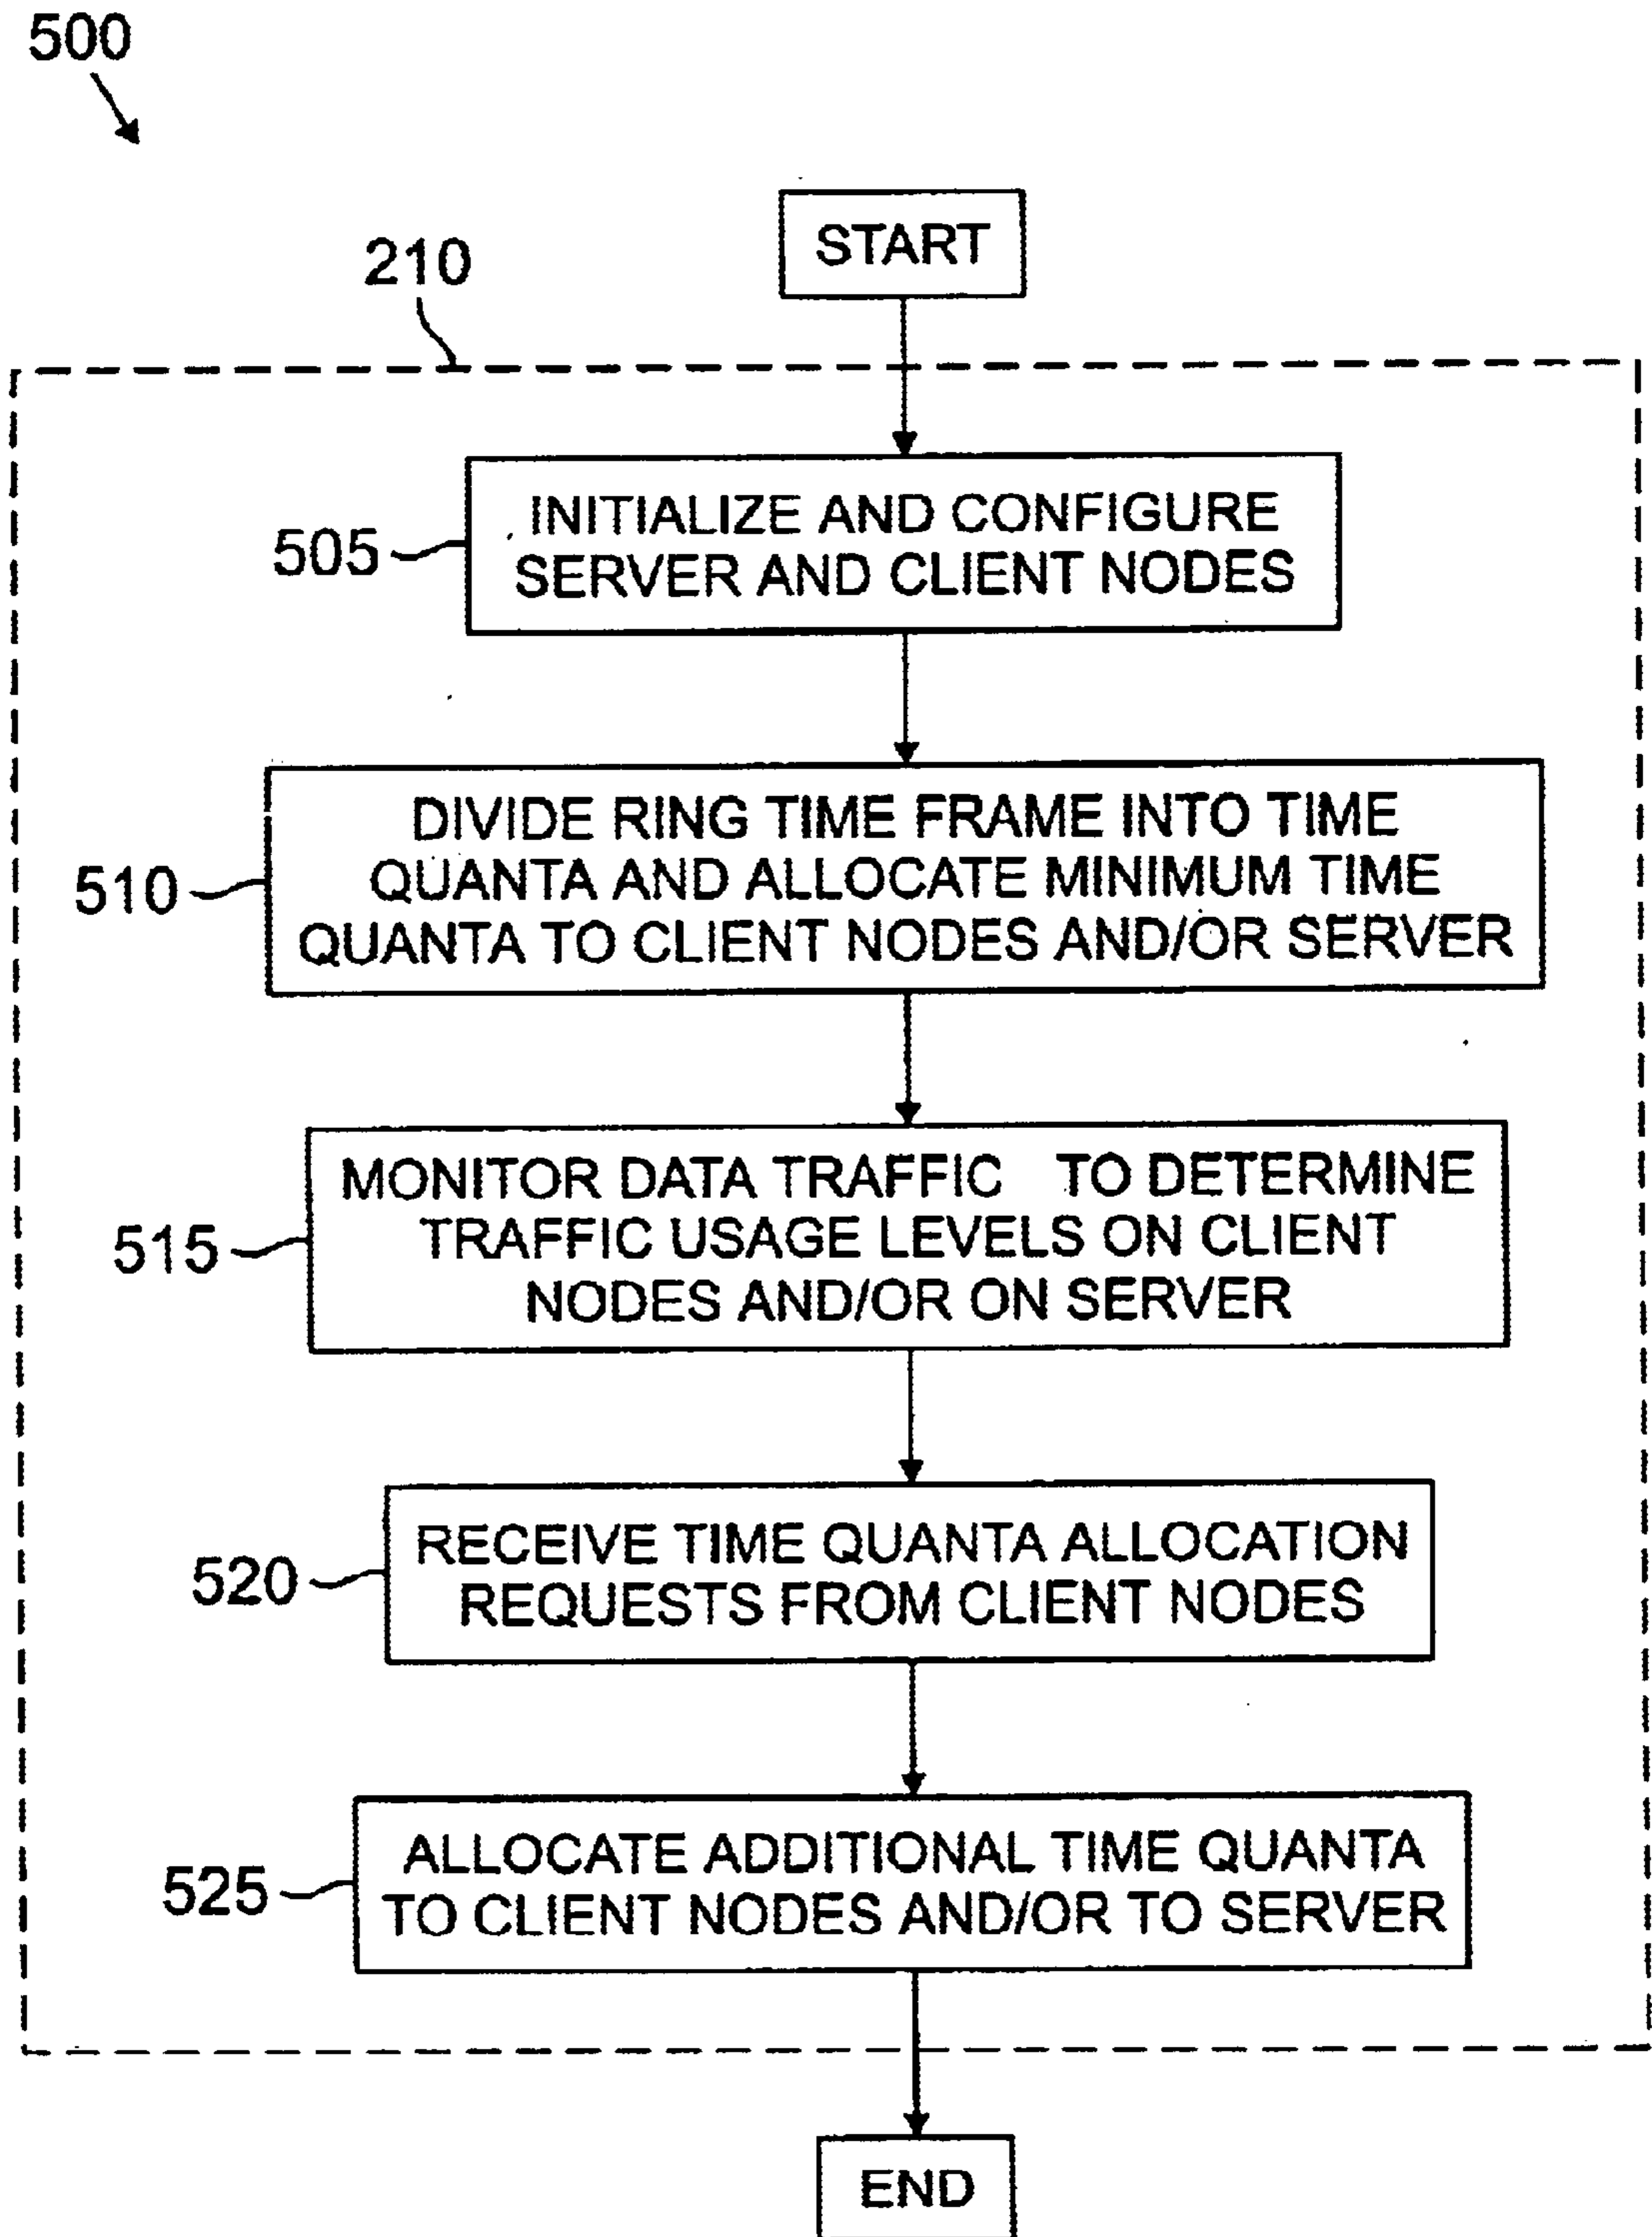 500
START
210
INITIALIZE AND CONFIGURE
SERVER AND CLIENT NODES
505
DIVIDE RING TIME FRAME INTO TIME
QUANTA AND ALLOCATE MINIMUM TIME
QUANTA TO CLIENT NODES AND/OR SERVER
510
MONITOR DATA TRAFFIC TO DETERMINE
TRAFFIC USAGE LEVELS ON CLIENT
NODES AND/OR ON SERVER
515
RECEIVE TIME QUANTA ALLOCATION
REQUESTS FROM CLIENT NODES
520
ALLOCATE ADDITIONAL TIME QUANTA
TO CLIENT NODES AND/OR TO SERVER
525
END